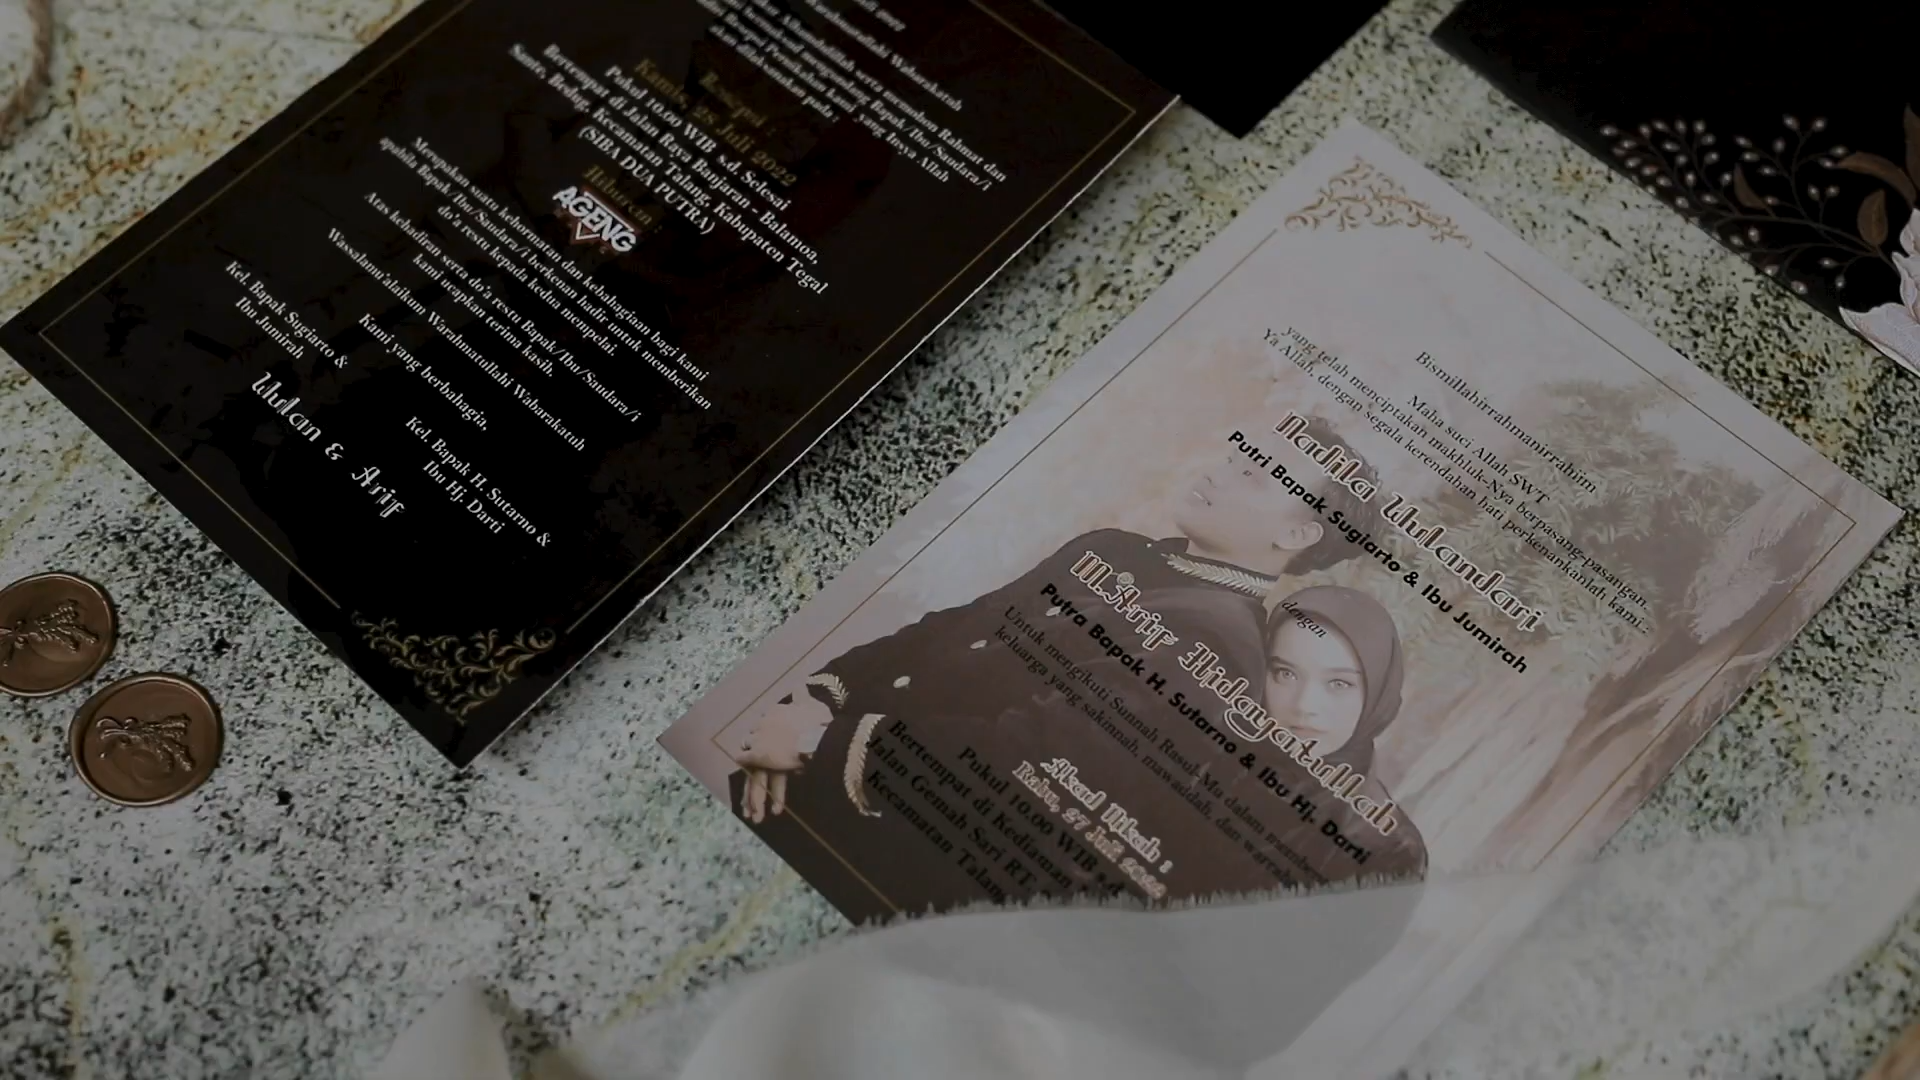 Warahmatullahi Wabarakatuh
Resepsi :
Kamis, 28 Juli 2022
Pukul 10.00 WIB s.d. Selesai
Bertempat di Jalan Raya Banjaran - Balamoa,
Kecamatan Talang, Kabupaten Tegal
(SIBA DUA PUTRA)
Hiburan :
AGENG
Merupakan suatu kehormatan dan kebahagiaan bagi kami
apabila Bapak/Ibu/Saudara/i berkenan hadir untuk memberikan
do'a restu kepada kedua mempelai.
Atas kehadiran serta do'a restu Bapak/Ibu/Saudara/i
kami ucapkan terima kasih,
Wassalamu'alaikum Warahmatullahi Wabarakatuh
Kami yang berbahagia,
Kel. Bapak Sugiarto &
Ibu Jumirah
Kel. Bapak H. Sutarno &
Ibu Hj. Darti
Wulan & Arif
Bismillahirrahmanirrahiim
Maha suci Allah SWT
yang telah menciptakan makhluk-Nya berpasang-pasangan.
Ya Allah, dengan segala kerendahan hati perkenankanlah kami :
Nadila Wulandari
Putri Bapak Sugiarto & Ibu Jumirah
dengan
M.Arif Hidayatullah
Putra Bapak H. Sutarno & Ibu Hj. Darti
Untuk mengikuti Sunnah Rasul-Mu dalam
keluarga yang sakinnah, mawaddah, dan
Akad Nikah :
Rabu, 27 Juli 2022
Pukul 10.00 WIB s.d
Bertempat di Kediaman
Jalan Gemah Sari RT.
Kecamatan